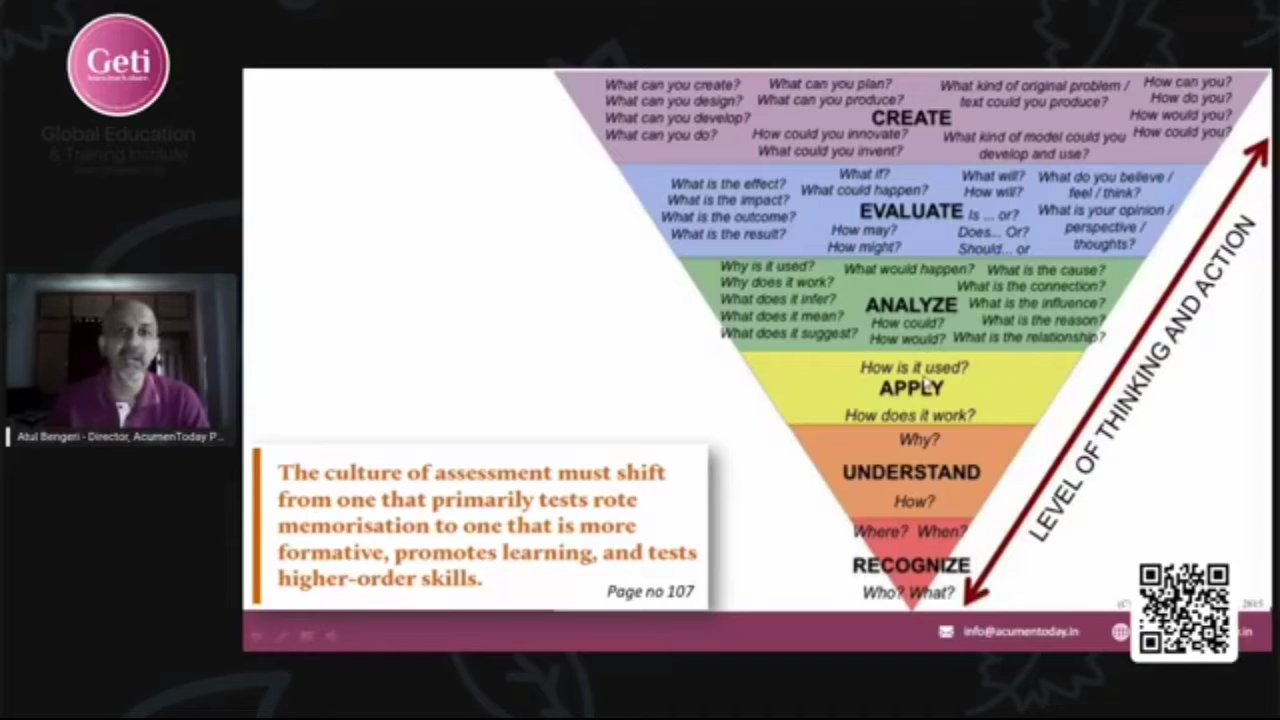 Geti
learn.teach.share
Global Education
& Training Institute
Atul Bengeri - Director, AcumenToday P...
What can you create?
What can you design?
What can you develop?
What can you do?
What can you plan?
What can you produce?
CREATE
How could you innovate?
What could you invent?
What kind of original problem /
text could you produce?
What kind of model could you
develop and use?
How can you?
How do you?
How would you?
How could you?
What is the effect?
What is the impact?
What is the outcome?
What is the result?
What if?
What could happen?
EVALUATE
How may?
How might?
What will?
How will?
Is ... or?
Does... Or?
Should... or
What do you believe /
feel / think?
What is your opinion /
perspective /
thoughts?
Why is it used?
Why does it work?
What does it infer?
What does it mean?
What does it suggest?
What would happen?
ANALYZE
How could?
How would?
What is the cause?
What is the connection?
What is the influence?
What is the reason?
What is the relationship?
How is it used?
APPLY
How does it work?
Why?
UNDERSTAND
How?
Where? When?
RECOGNIZE
Who? What?
LEVEL OF THINKING AND ACTION
The culture of assessment must shift
from one that primarily tests rote
memorisation to one that is more
formative, promotes learning, and tests
higher-order skills.
Page no 107
2015
info@acumentoday.in
.in